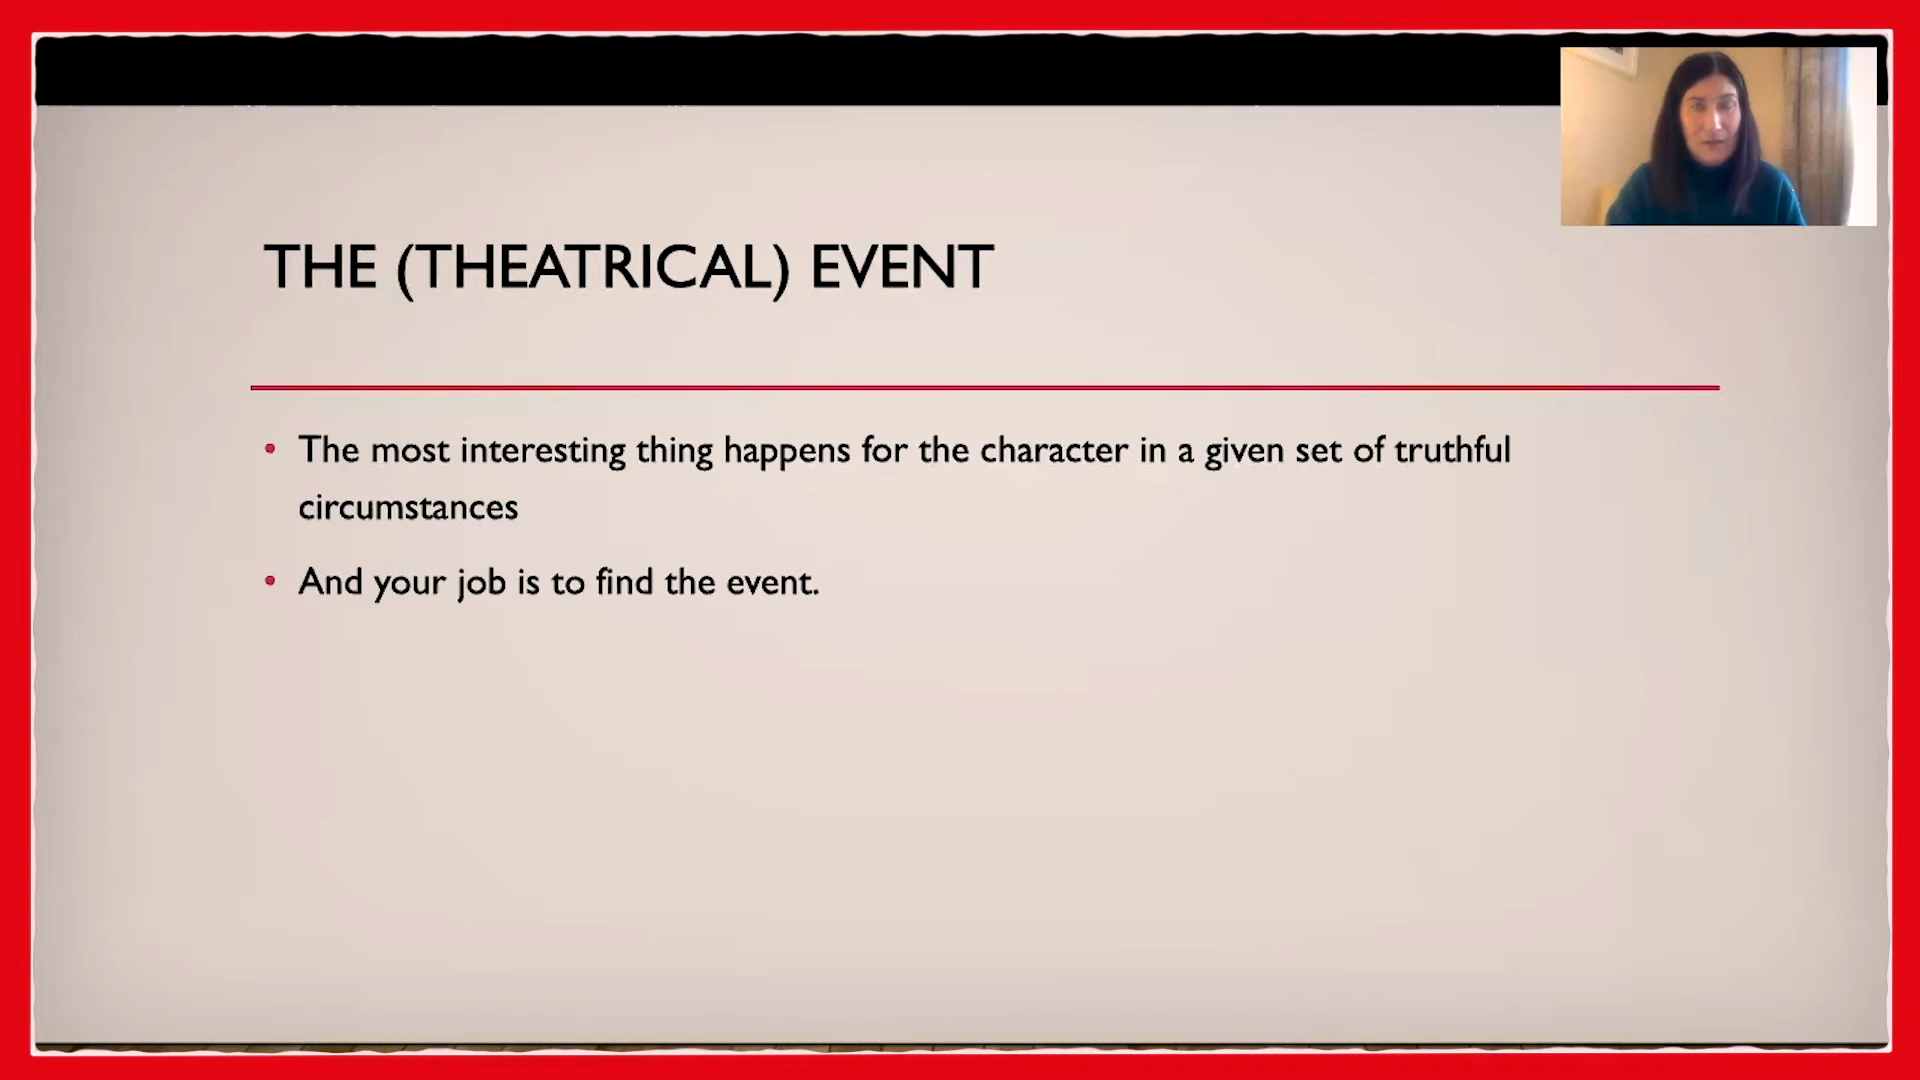 THE (THEATRICAL) EVENT
• The most interesting thing happens for the character in a given set of truthful
circumstances
• And your job is to find the event.